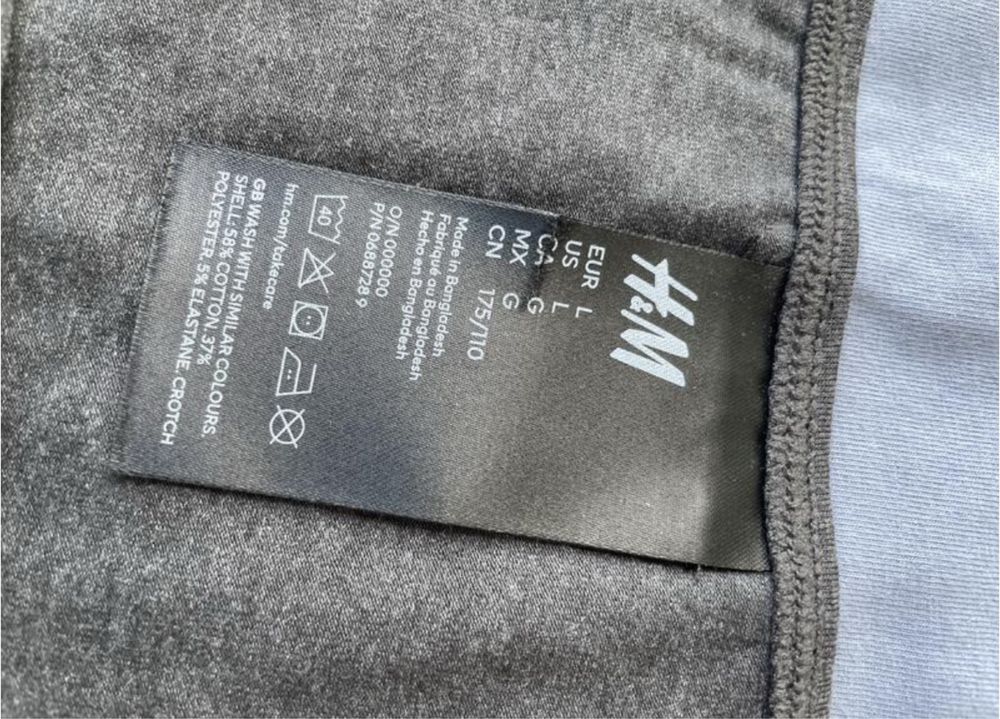 H&M
EUR L
US L
CA G
MX G
CN 175/110
Made in Bangladesh
Fabriqué au Bangladesh
Hecho en Bangladesh
O/N 000000
P/N 0688728 9
40
hm.com/takecare
GB WASH WITH SIMILAR COLOURS.
SHELL: 58% COTTON. 37%
POLYESTER. 5% ELASTANE. CROTCH